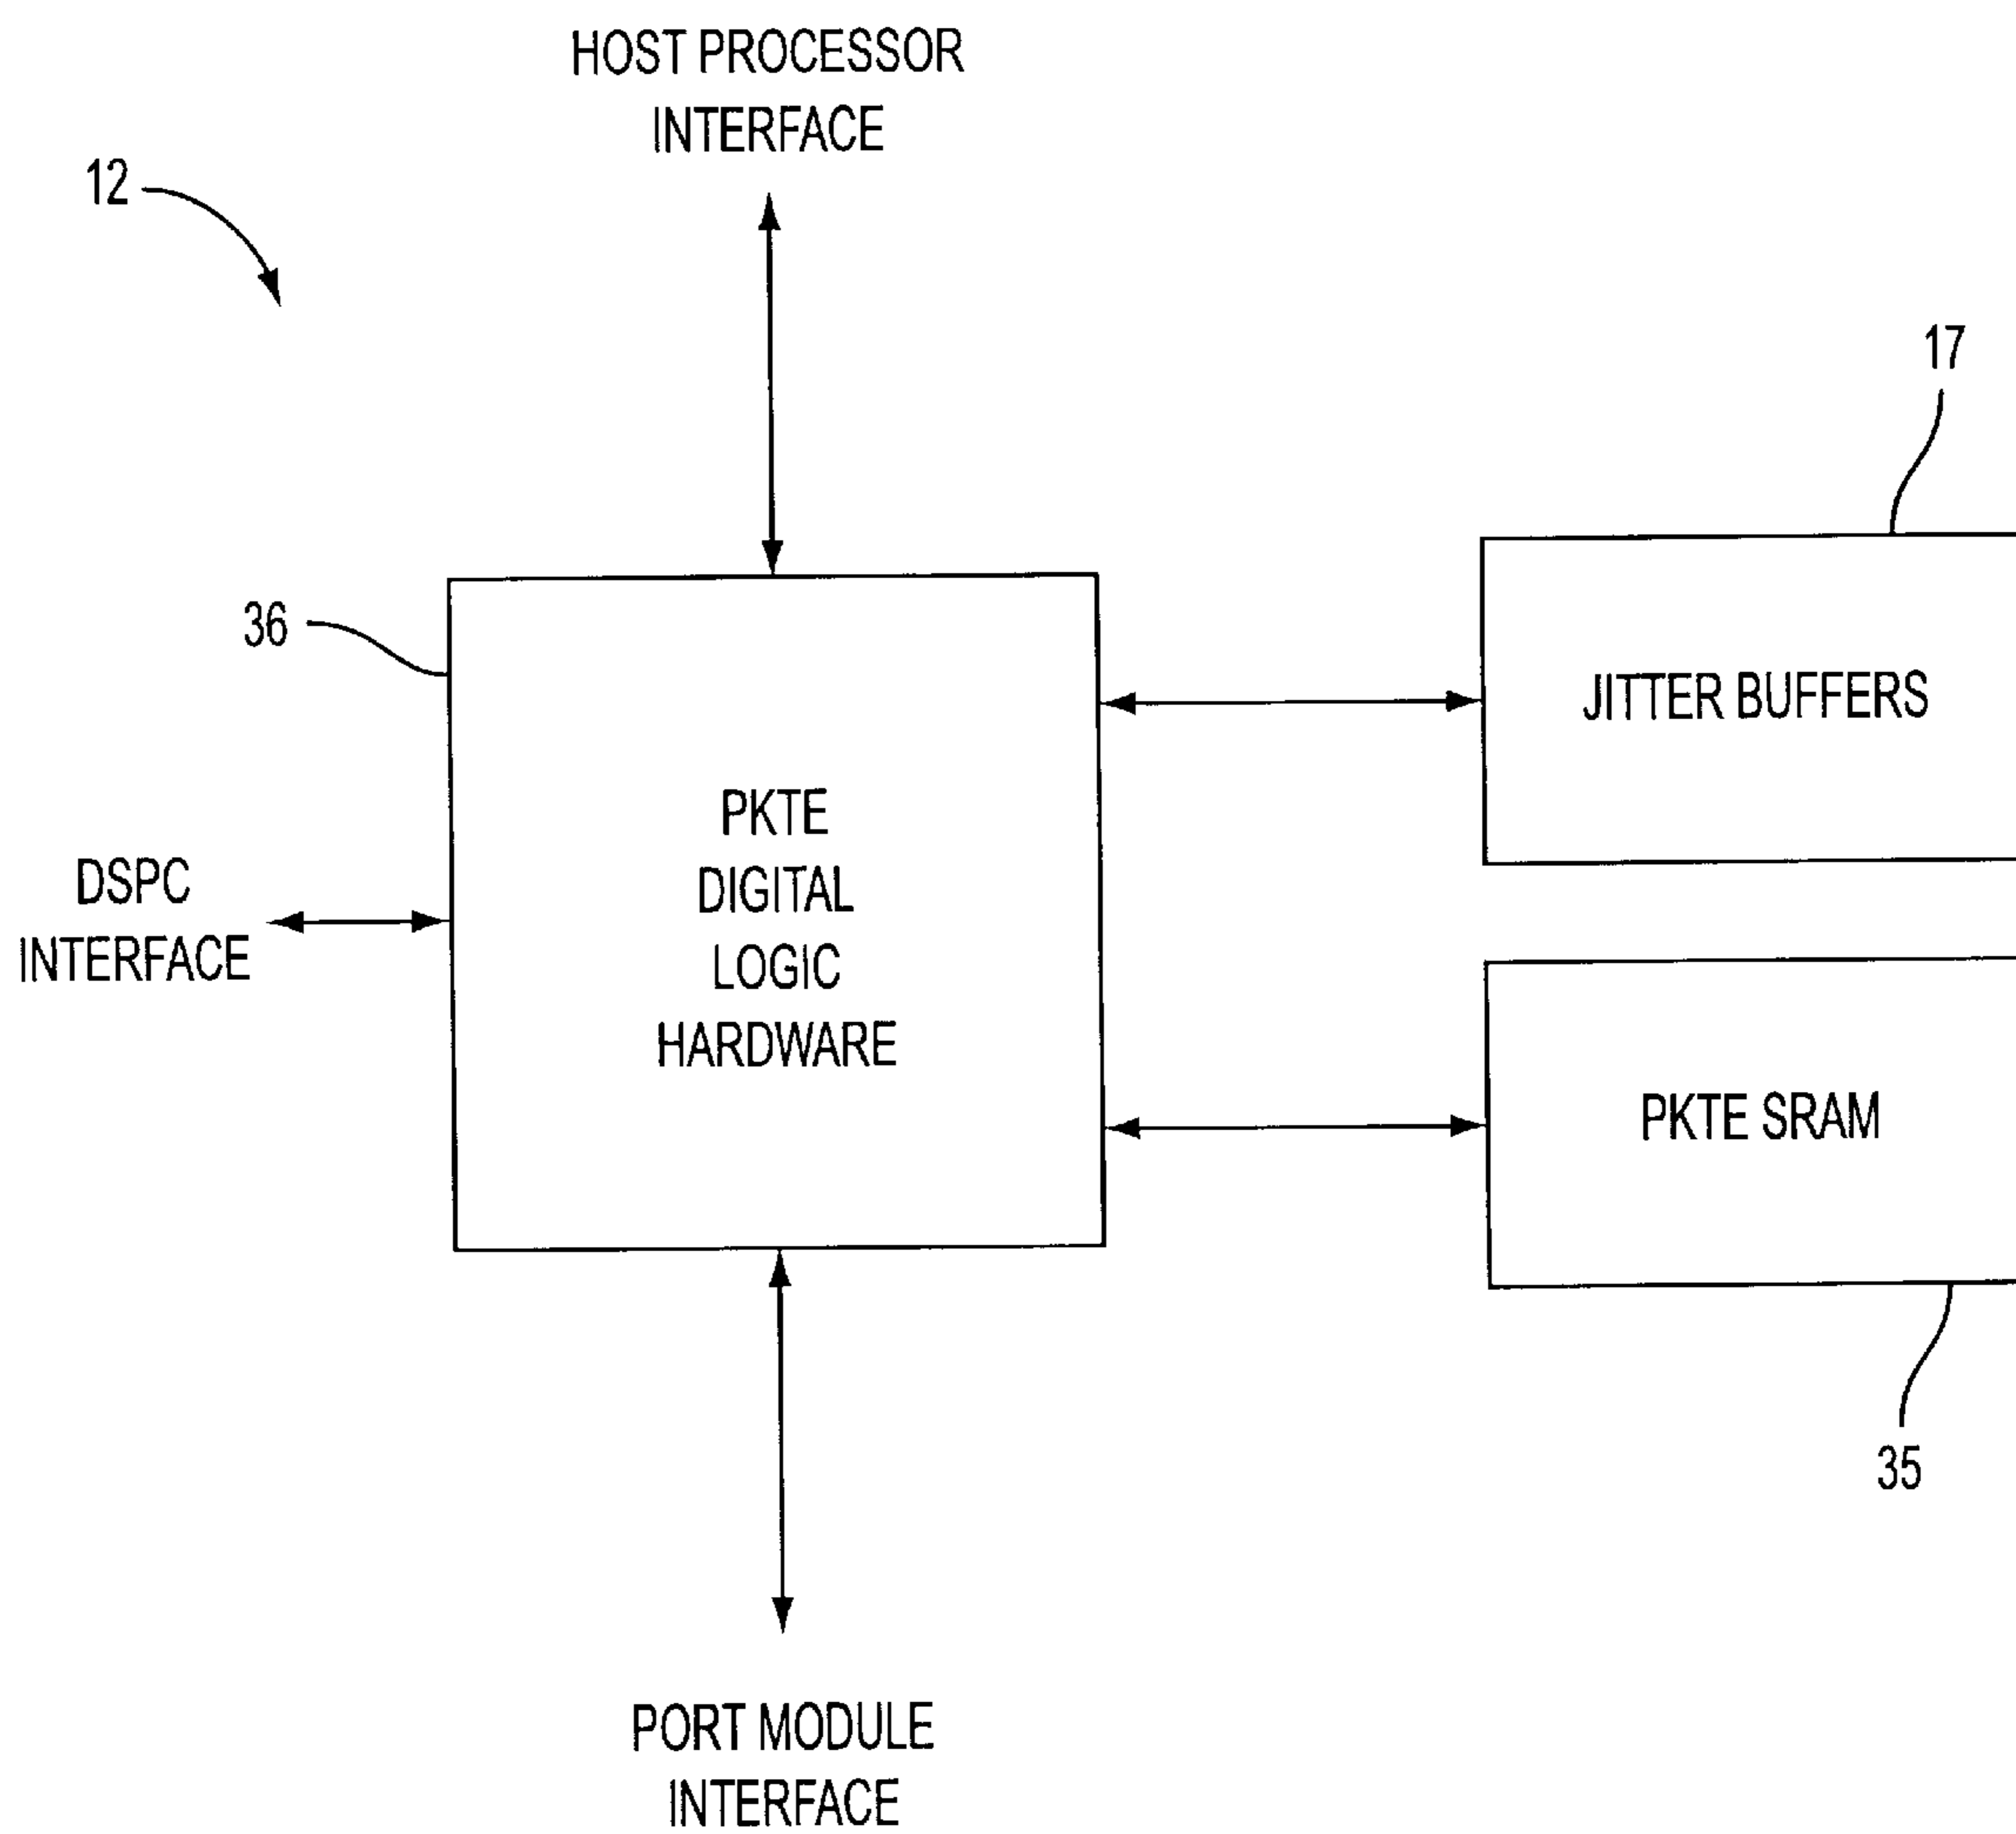 HOST PROCESSOR
INTERFACE
12
17
36
JITTER BUFFERS
PKTE
DIGITAL
LOGIC
HARDWARE
DSPC
INTERFACE
PKTE SRAM
35
PORT MODULE
INTERFACE